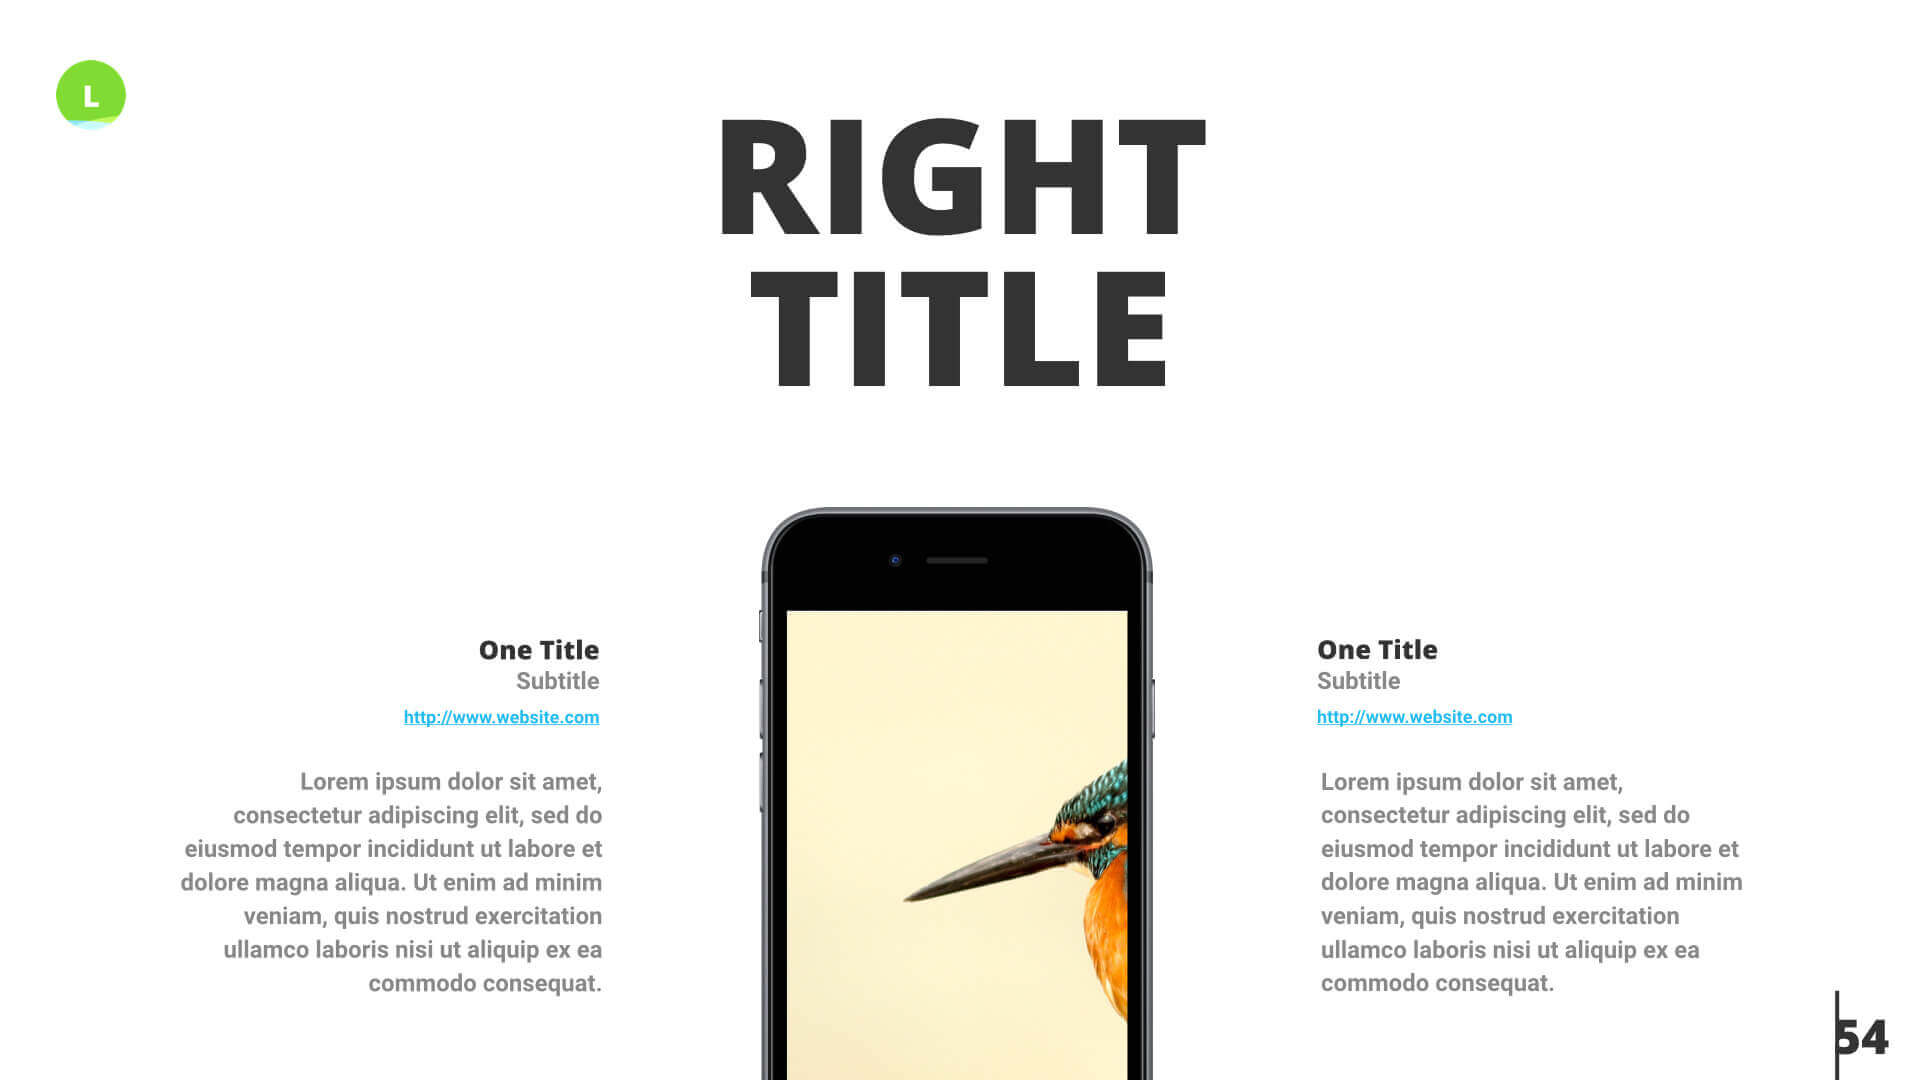 L
RIGHT
TITLE
One Title
Subtitle
http://www.website.com
Lorem ipsum dolor sit amet,
consectetur adipiscing elit, sed do
eiusmod tempor incididunt ut labore et
dolore magna aliqua. Ut enim ad minim
veniam, quis nostrud exercitation
ullamco laboris nisi ut aliquip ex ea
commodo consequat.
One Title
Subtitle
http://www.website.com
Lorem ipsum dolor sit amet,
consectetur adipiscing elit, sed do
eiusmod tempor incididunt ut labore et
dolore magna aliqua. Ut enim ad minim
veniam, quis nostrud exercitation
ullamco laboris nisi ut aliquip ex ea
commodo consequat.
54